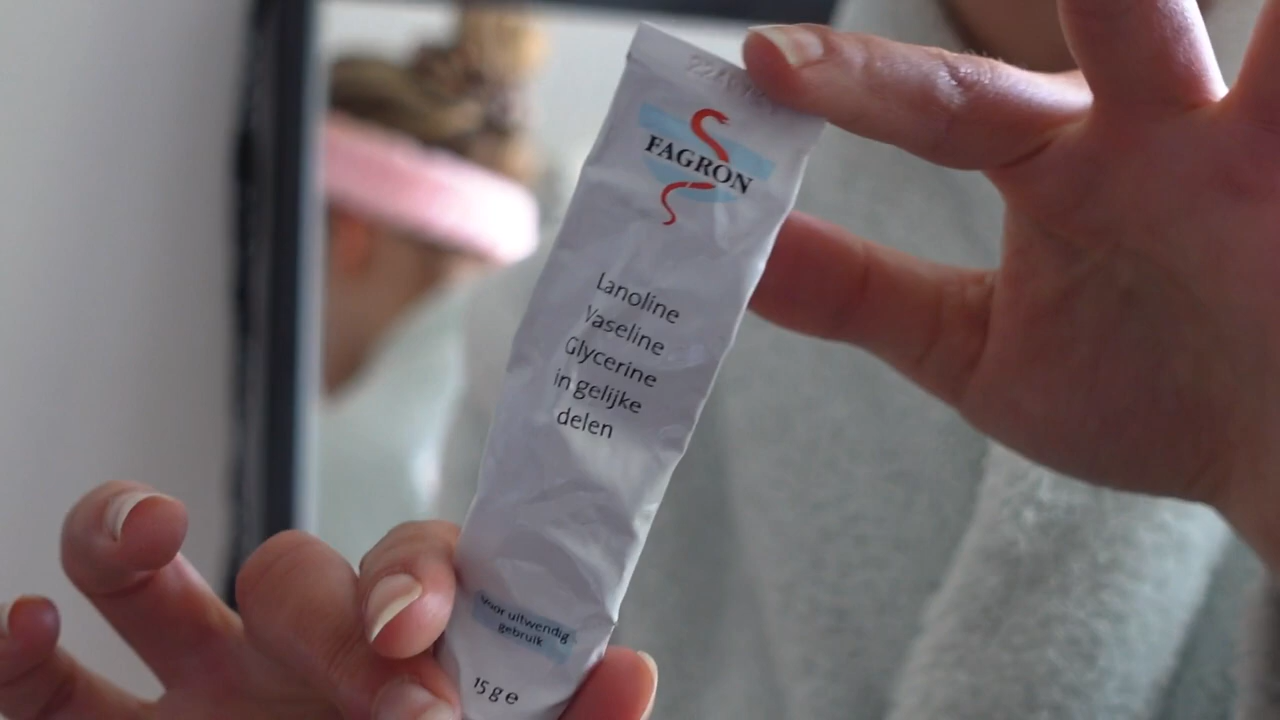 FAGRON
Lanoline
Vaseline
Glycerine
in gelijke
delen
voor uitwendig
gebruik
15 g e